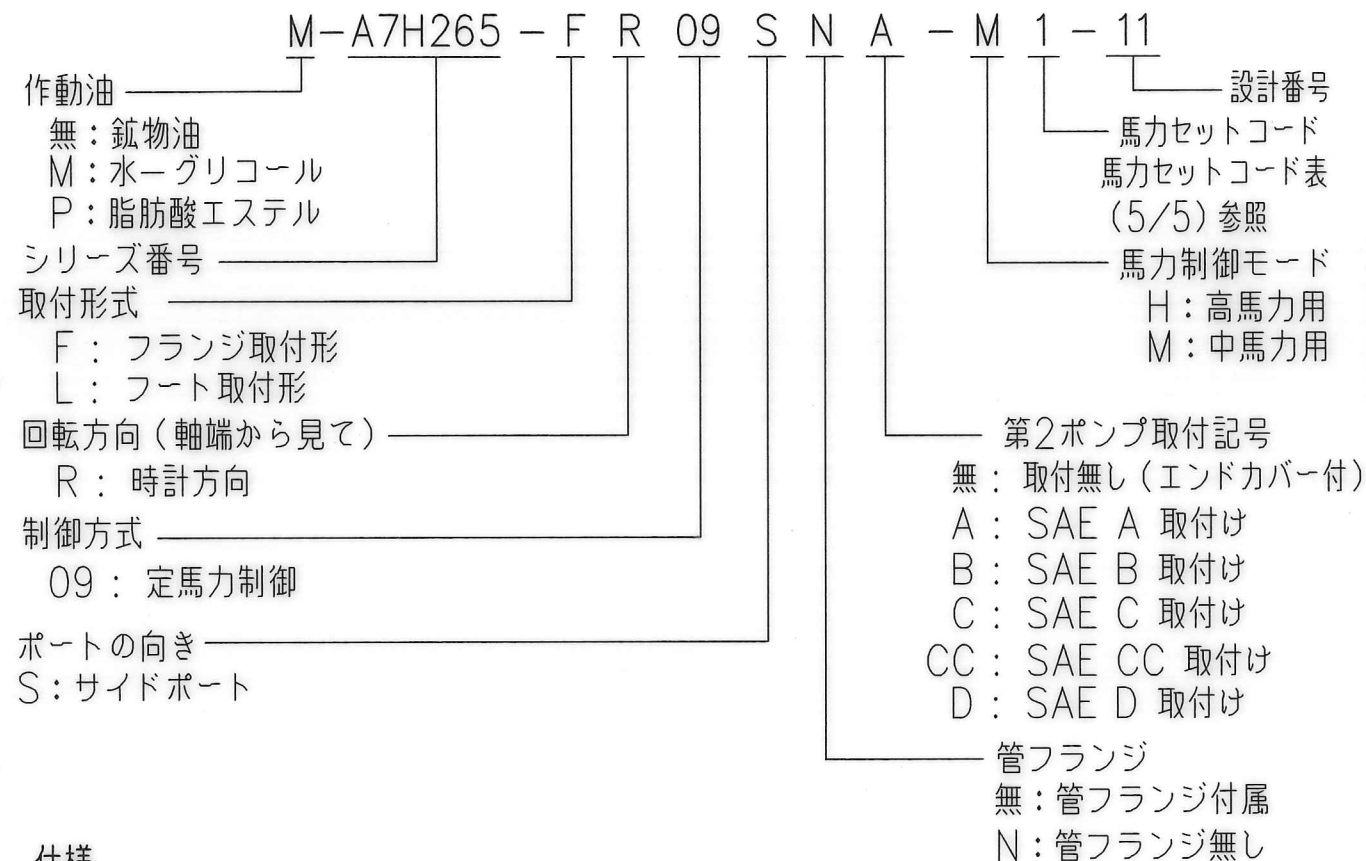 M-A7H265 - F R 09 S N A - M 1 - 11
作動油
無：鉱物油
M：水ーグリコール
P：脂肪酸エステル
シリーズ番号
取付形式
F： フランジ取付形
L： フート取付形
回転方向（軸端から見て）
R： 時計方向
制御方式
09： 定馬力制御
ポートの向き
S：サイドポート
設計番号
馬力セットコード
馬力セットコード表
(5/5) 参照
馬力制御モード
H：高馬力用
M：中馬力用
第2ポンプ取付記号
無： 取付無し（エンドカバー付）
A： SAE A 取付け
B： SAE B 取付け
C： SAE C 取付け
CC： SAE CC 取付け
D： SAE D 取付け
管フランジ
無：管フランジ付属
N：管フランジ無し
仕様